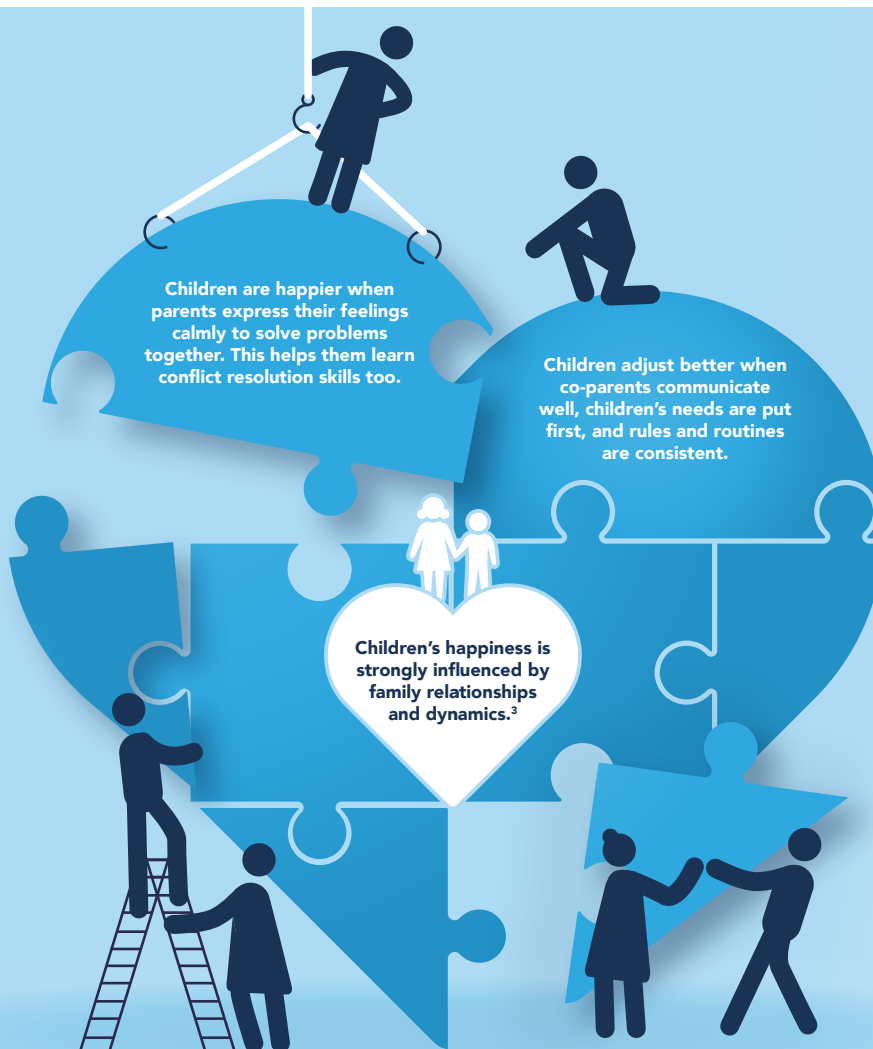 Children are happier when
parents express their feelings
calmly to solve problems
together. This helps them learn
conflict resolution skills too.
Children adjust better when
co-parents communicate
well, children's needs are put
first, and rules and routines
are consistent.
Children's happiness is
strongly influenced by
family relationships
and dynamics.³